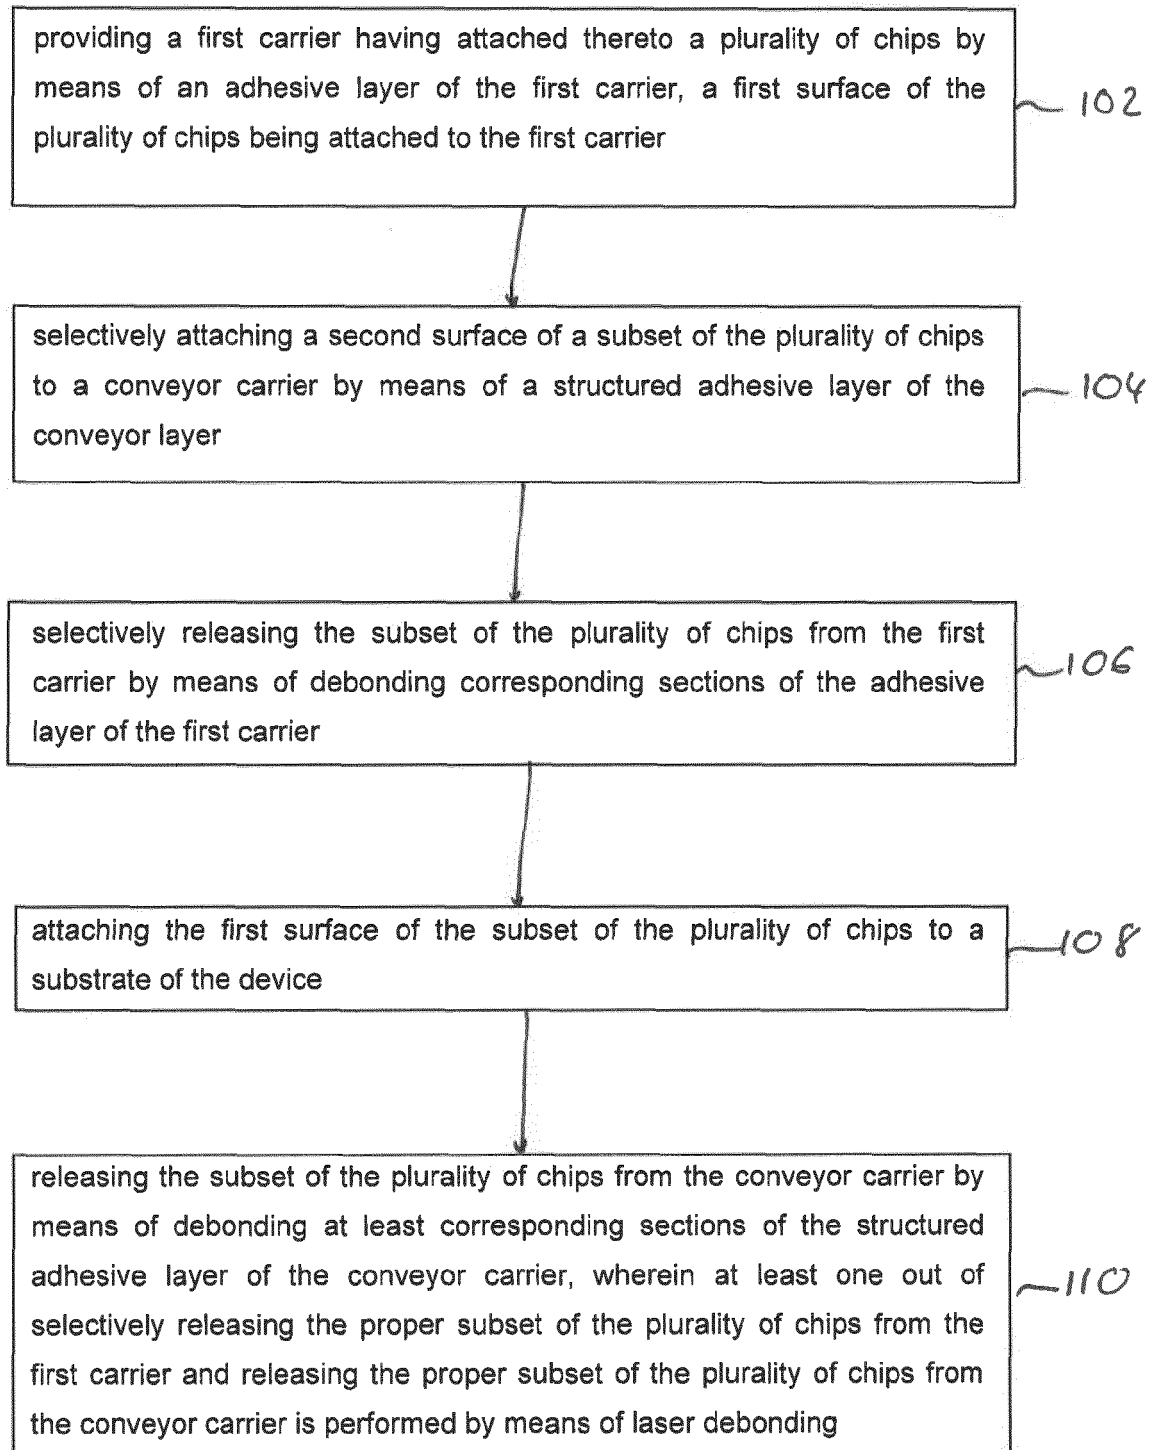 providing a first carrier having attached thereto a plurality of chips by
means of an adhesive layer of the first carrier, a first surface of the
plurality of chips being attached to the first carrier
102
selectively attaching a second surface of a subset of the plurality of chips
to a conveyor carrier by means of a structured adhesive layer of the
conveyor layer
104
selectively releasing the subset of the plurality of chips from the first
carrier by means of debonding corresponding sections of the adhesive
layer of the first carrier
106
attaching the first surface of the subset of the plurality of chips to a
substrate of the device
108
releasing the subset of the plurality of chips from the conveyor carrier by
means of debonding at least corresponding sections of the structured
adhesive layer of the conveyor carrier, wherein at least one out of
selectively releasing the proper subset of the plurality of chips from the
first carrier and releasing the proper subset of the plurality of chips from
the conveyor carrier is performed by means of laser debonding
110